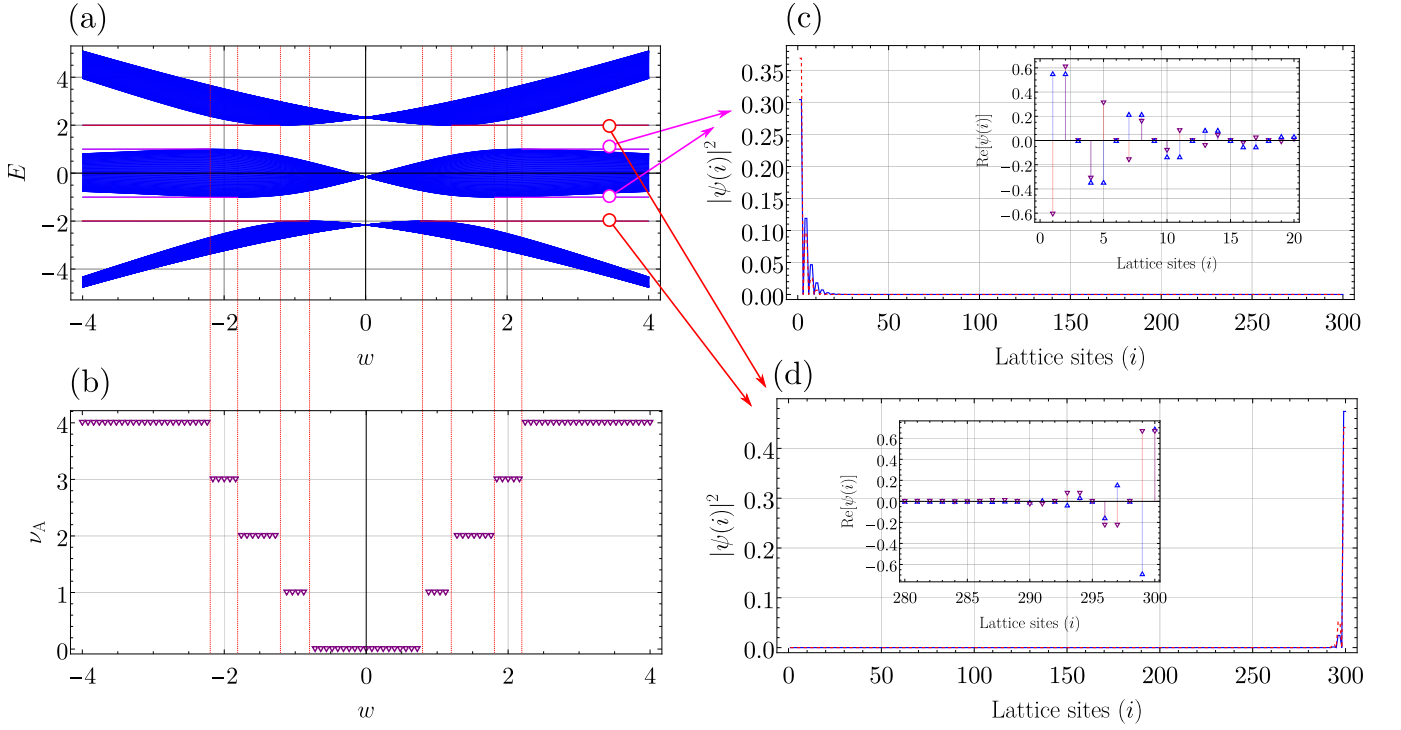 (a)
4
2
0
−2
−4
E
−4 −2 0 2 4
w
(b)
4
3
2
1
0
νA
−4 −2 0 2 4
w
(c)
0.35
0.30
0.25
0.20
0.15
0.10
0.05
0.00
|ψ(i)|²
0 50 100 150 200 250 300
Lattice sites (i)
0.6
0.4
0.2
0.0
−0.2
−0.4
−0.6
Re[ψ(i)]
0 5 10 15 20
Lattice sites (i)
(d)
0.4
0.3
0.2
0.1
0.0
|ψ(i)|²
0 50 100 150 200 250 300
Lattice sites (i)
0.6
0.4
0.2
0.0
−0.2
−0.4
−0.6
Re[ψ(i)]
280 285 290 295 300
Lattice sites (i)